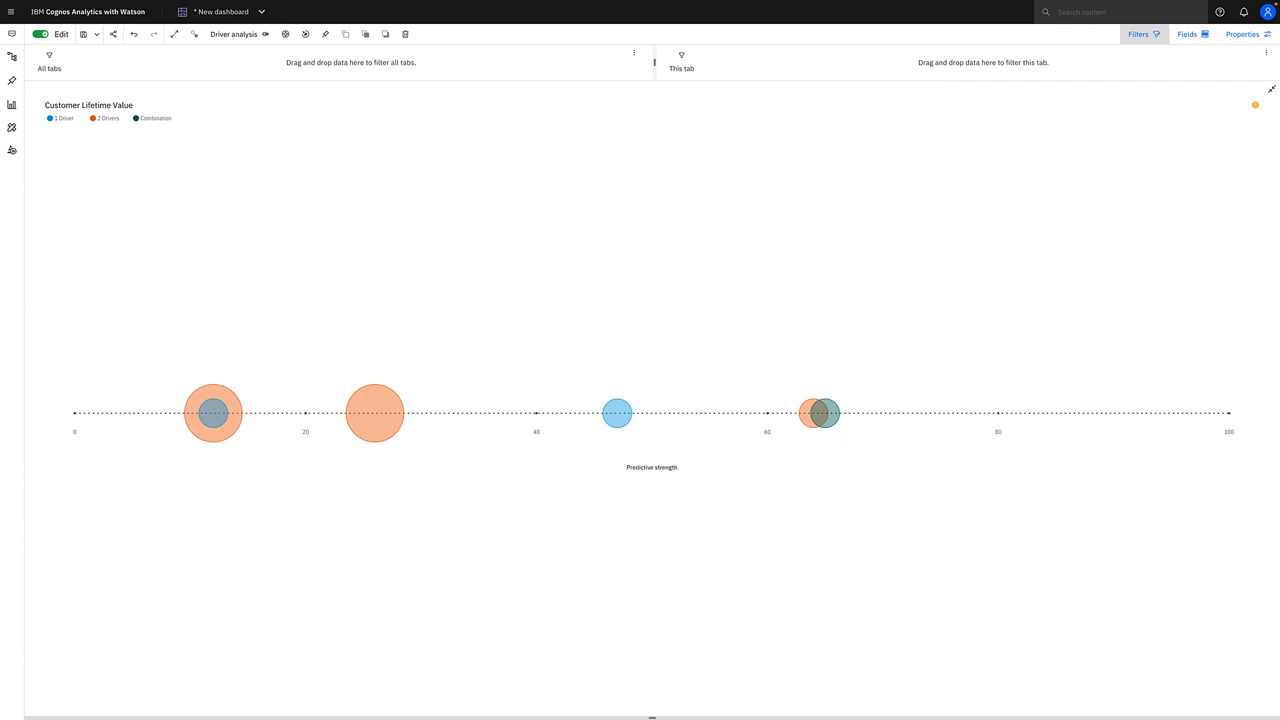 IBM Cognos Analytics with Watson
* New dashboard
Search content
Edit
Driver analysis
Filters
Fields
Properties
All tabs
Drag and drop data here to filter all tabs.
This tab
Drag and drop data here to filter this tab.
Customer Lifetime Value
1 Driver
2 Drivers
Combination
0
20
40
60
80
100
Predictive strength